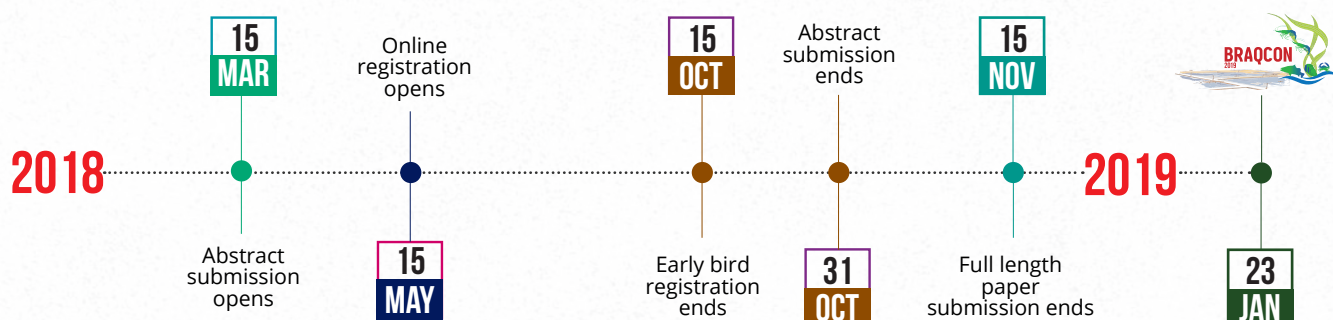 2018
15
MAR
Abstract
submission
opens
Online
registration
opens
15
MAY
15
OCT
Early bird
registration
ends
Abstract
submission
ends
31
OCT
15
NOV
Full length
paper
submission ends
2019
BRAQCON
2019
23
JAN